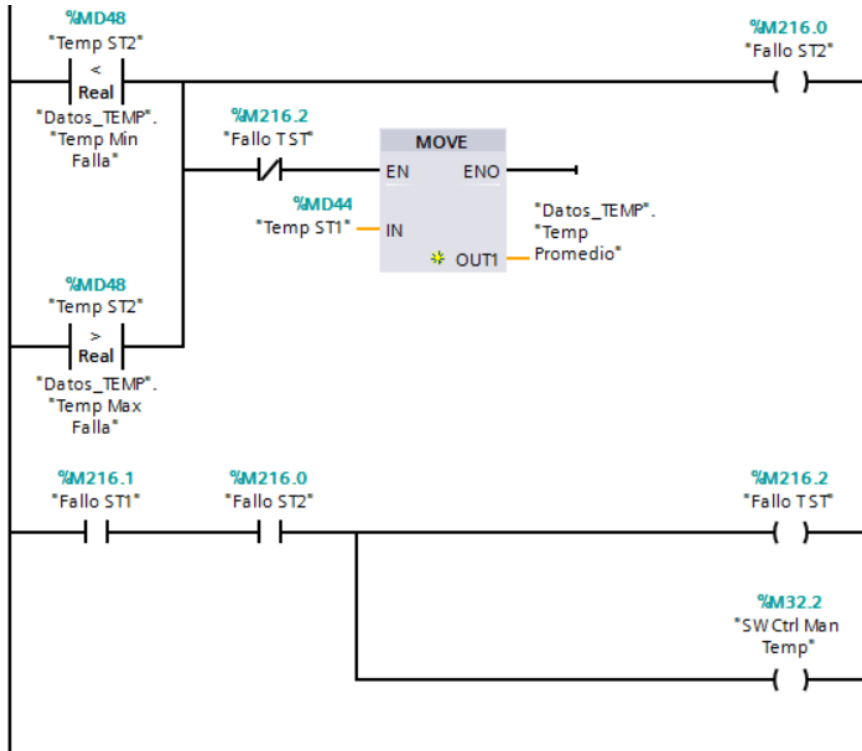 %MD48
"Temp ST2"
<
Real
"Datos_TEMP".
"Temp Min
Falla"
%M216.0
"Fallo ST2"
%M216.2
"Fallo TST"
MOVE
EN
ENO
%MD44
"Temp ST1"
IN
OUT1
"Datos_TEMP".
"Temp
Promedio"
%MD48
"Temp ST2"
>
Real
"Datos_TEMP".
"Temp Max
Falla"
%M216.1
"Fallo ST1"
%M216.0
"Fallo ST2"
%M216.2
"Fallo TST"
%M32.2
"SW Ctrl Man
Temp"